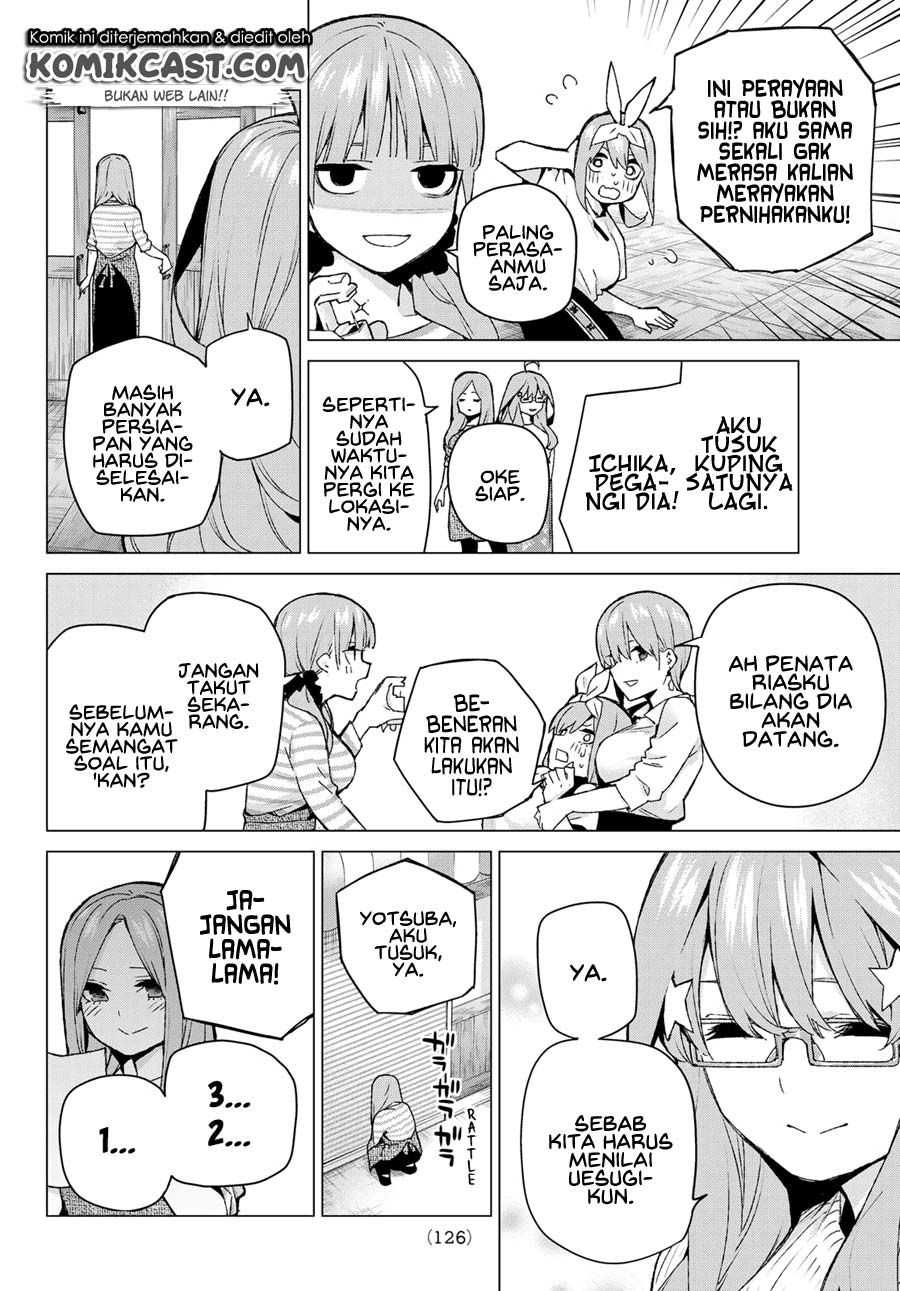 Komik ini diterjemahkan & diedit oleh
KOMIKCAST.COM
BUKAN WEB LAIN!!
INI PERAYAAN
ATAU BUKAN
SIH!? AKU SAMA
SEKALI GAK
MERASA KALIAN
MERAYAKAN
PERNIHAKANKU!
PALING
PERASA-
ANMU
SAJA.
AKU
TUSUK
KUPING
SATUNYA
LAGI.
ICHIKA,
PEGA-
NGI DIA!
OKE
SIAP.
SEPERTI-
NYA
SUDAH
WAKTU-
NYA KITA
PERGI KE
LOKASI-
NYA.
YA.
MASIH
BANYAK
PERSIA-
PAN YANG
HARUS DI-
SELESAI-
KAN.
AH PENATA
RIASKU
BILANG DIA
AKAN
DATANG.
BE-
BENERAN
KITA AKAN
LAKUKAN
ITU!?
JANGAN
TAKUT
SEKA-
RANG.
SEBELUM-
NYA KAMU
SEMANGAT
SOAL ITU,
'KAN?
YA.
SEBAB
KITA HARUS
MENILAI
UESUGI-
KUN.
YOTSUBA,
AKU
TUSUK,
YA.
ガラガラガラ
RATTLE
JA-
JANGAN
LAMA-
LAMA!
3...
2...
1...
(126)